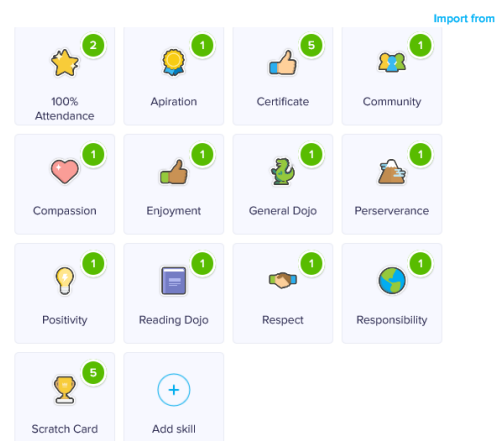 Import from
2
1
5
1
100%
Attendance
Apiration
Certificate
Community
1
1
1
1
Compassion
Enjoyment
General Dojo
Perserverance
1
1
1
1
Positivity
Reading Dojo
Respect
Responsibility
5
Scratch Card
Add skill